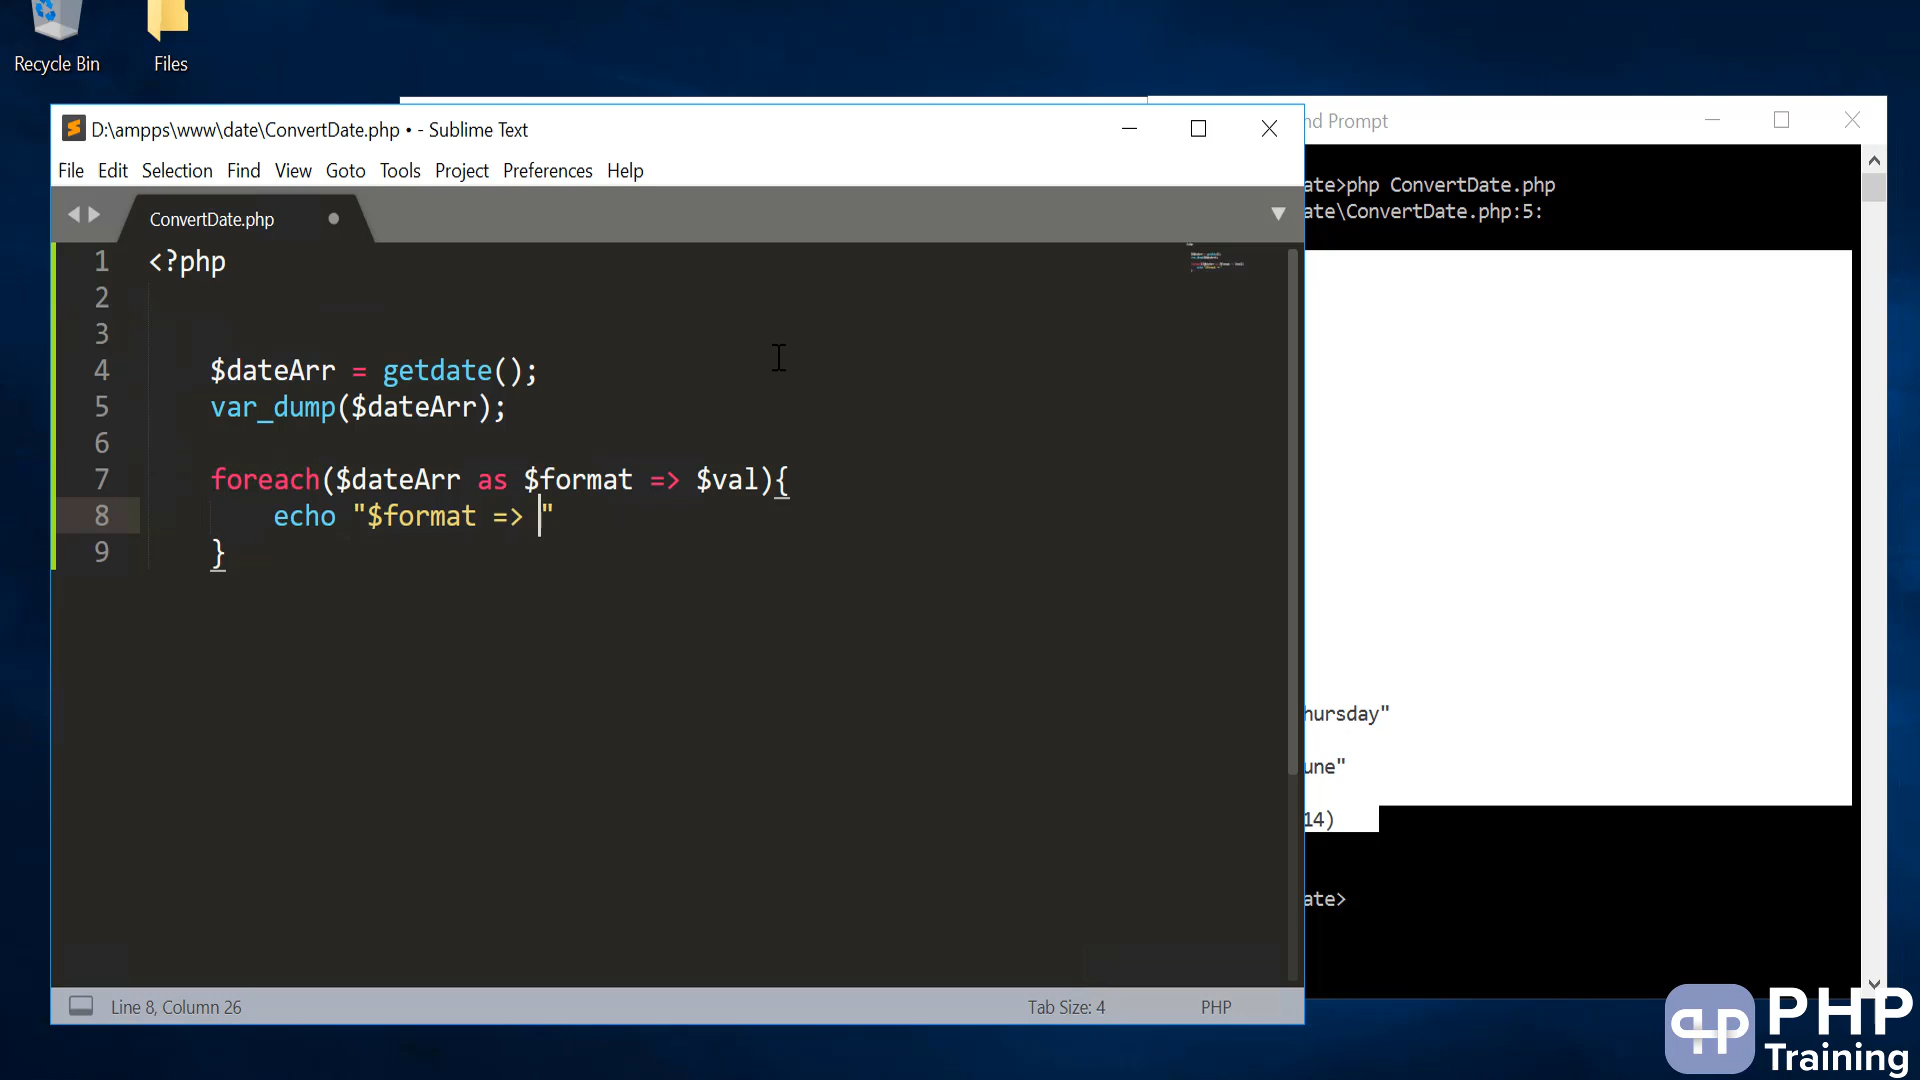 Recycle Bin
Files
D:\ampps\www\date\ConvertDate.php • - Sublime Text
File Edit Selection Find View Goto Tools Project Preferences Help
ConvertDate.php
1 <?php
2
3
4 $dateArr = getdate();
5 var_dump($dateArr);
6
7 foreach($dateArr as $format => $val){
8 echo "$format => "
9 }
Line 8, Column 26
Tab Size: 4
PHP
nd Prompt
ate>php ConvertDate.php
ate\ConvertDate.php:5:
hursday"
une"
14)
ate>
PHP
Training